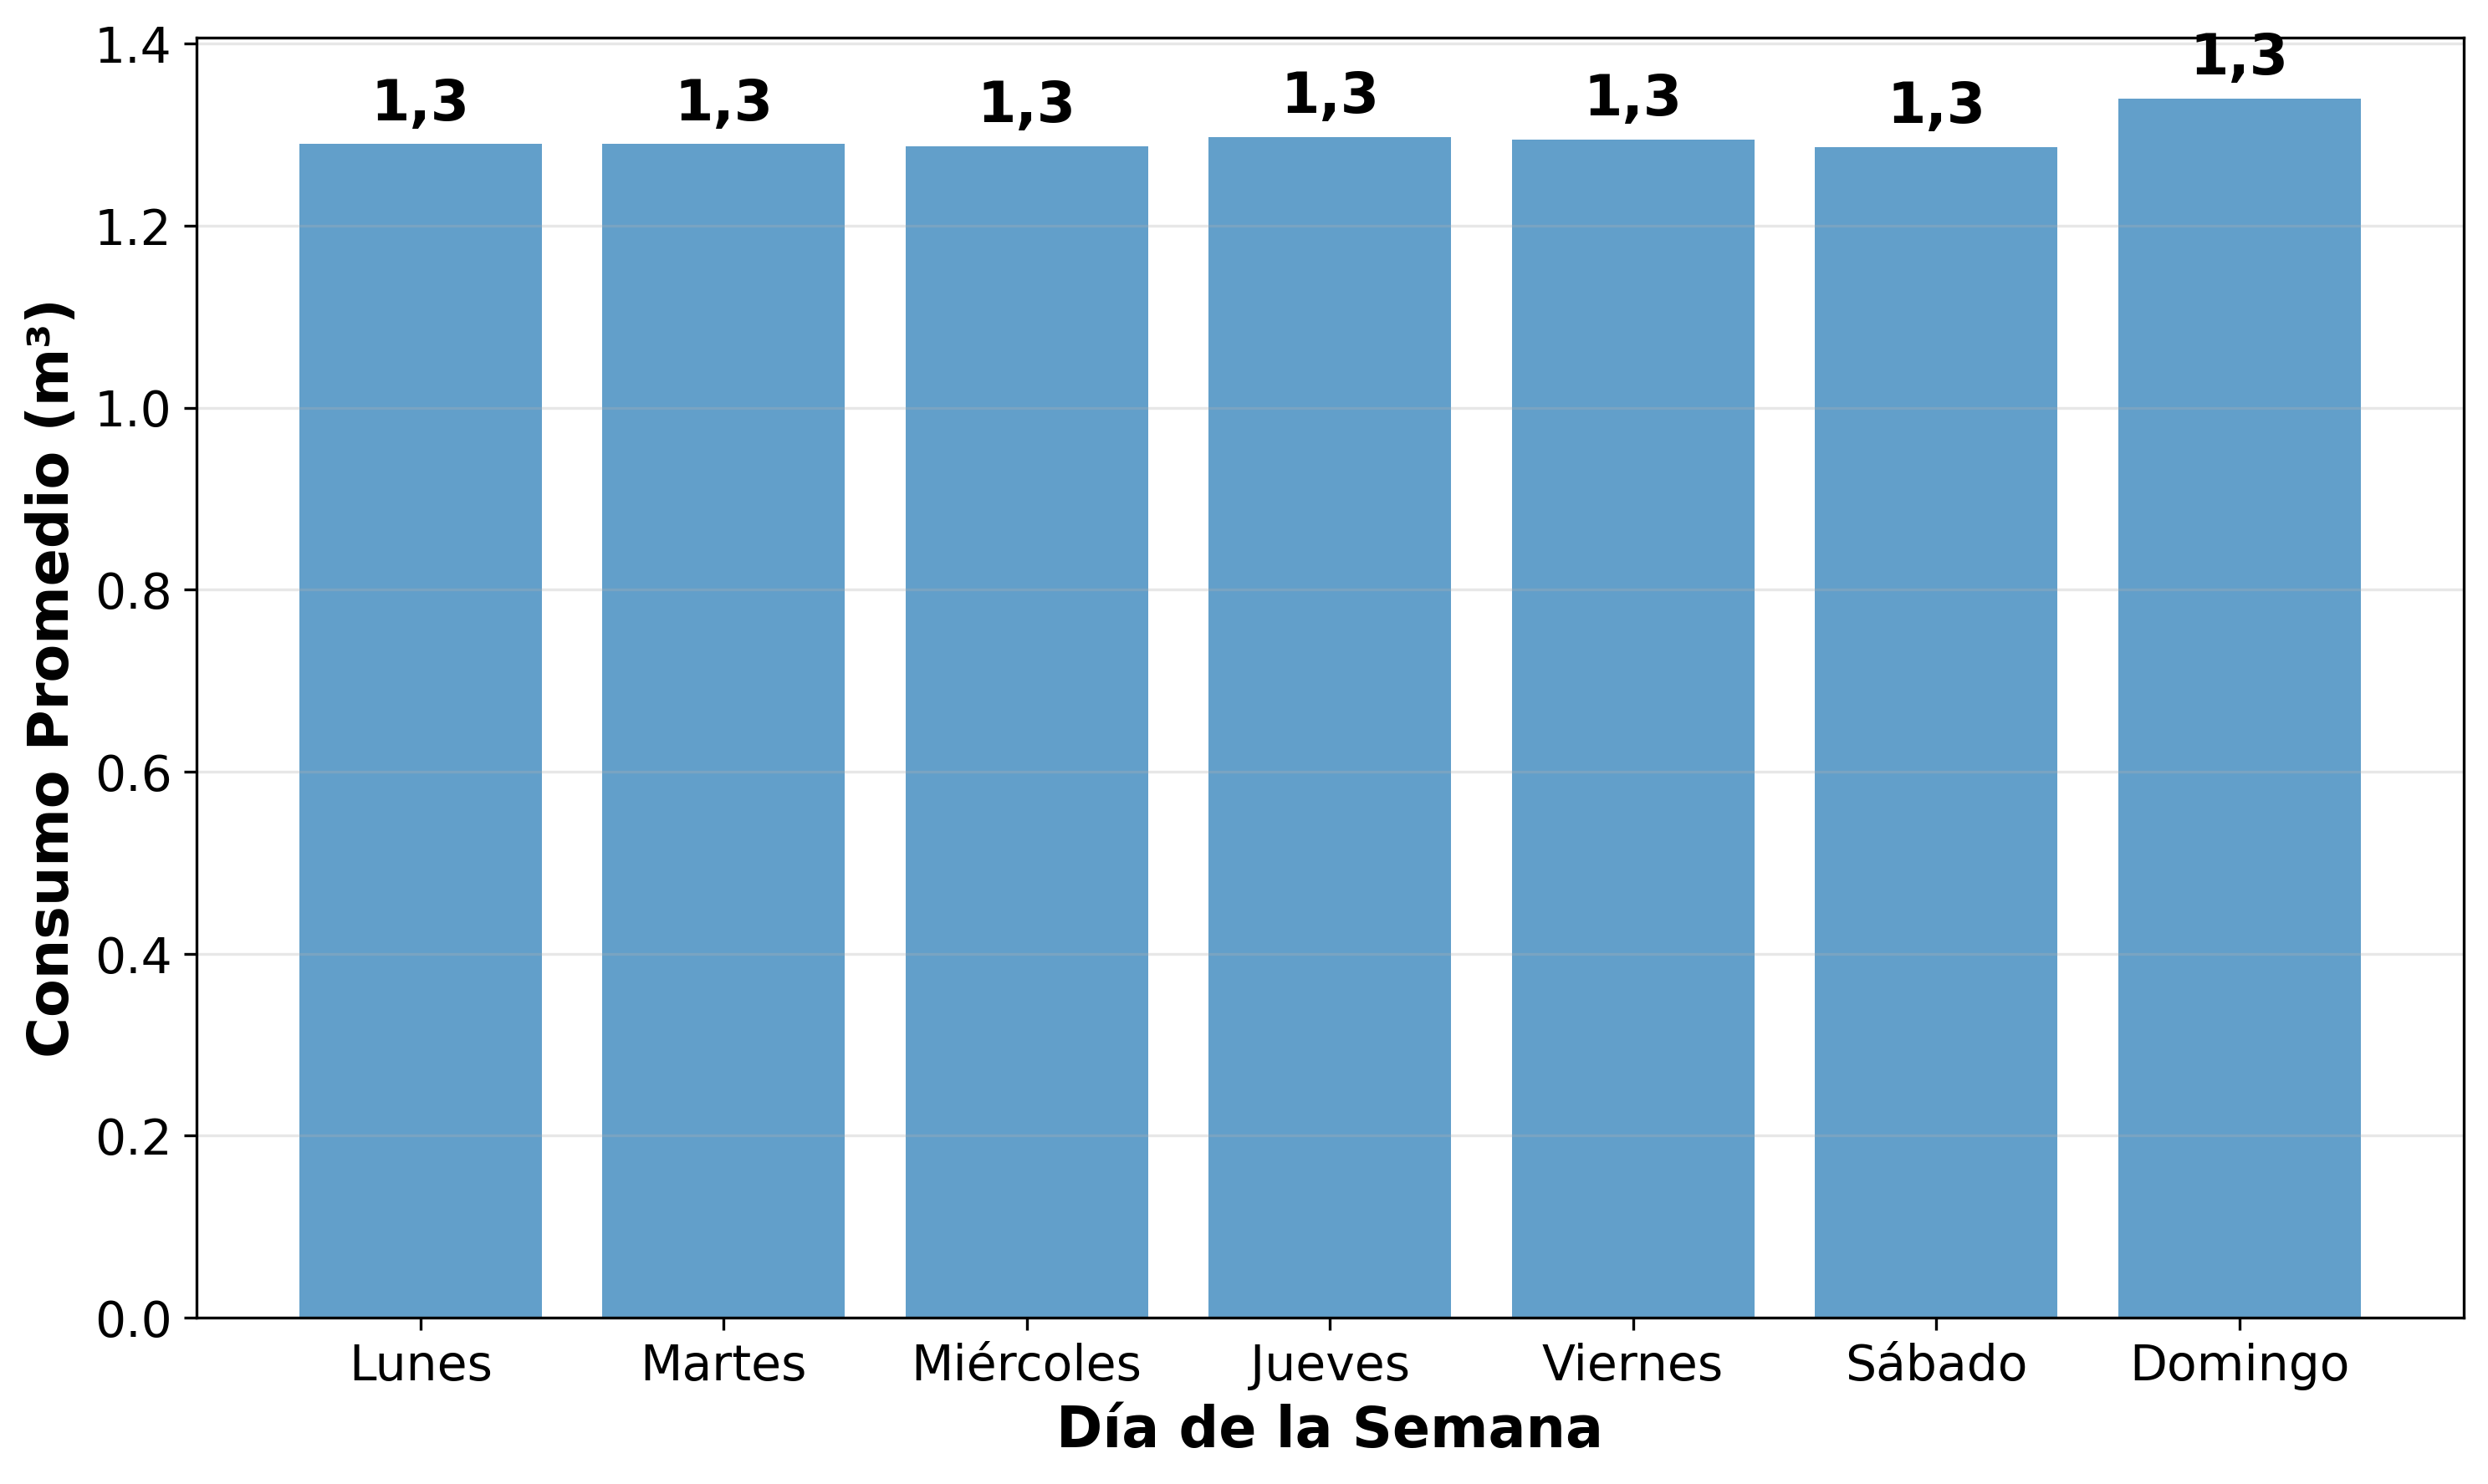 1,3
1,3
1,3
1,3
1,3
1,3
1,3
1.4
1.2
1.0
0.8
0.6
0.4
0.2
0.0
Consumo Promedio (m³)
Lunes
Martes
Miércoles
Jueves
Viernes
Sábado
Domingo
Día de la Semana